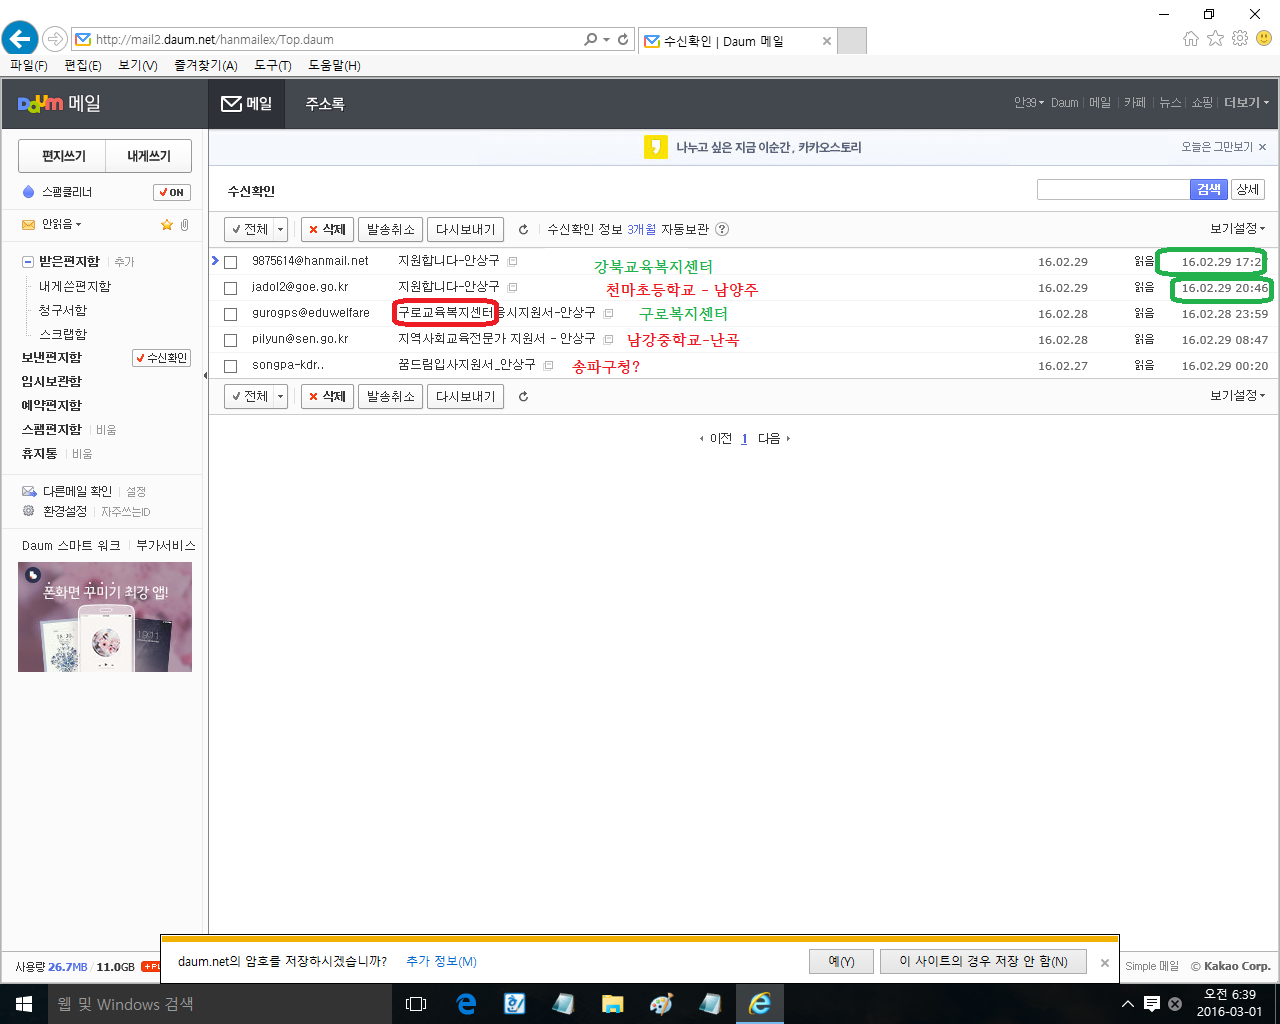 http://mail2.daum.net/hanmailex/Top.daum
수신확인 | Daum 메일
파일(F) 편집(E) 보기(V) 즐겨찾기(A) 도구(T) 도움말(H)
Daum 메일
메일 주소록
안39 Daum 메일 카페 뉴스 쇼핑 더보기
편지쓰기 내게쓰기
나누고 싶은 지금 이순간, 카카오스토리
오늘은 그만보기
스팸클리너 ON
수신확인
검색 상세
안읽음
전체 삭제 발송취소 다시보내기 수신확인 정보 3개월 자동보관 ?
보기설정
받은편지함 추가
내게쓴편지함
청구서함
스크랩함
보낸편지함 수신확인
임시보관함
예약편지함
스팸편지함 비움
휴지통 비움
다른메일 확인 설정
환경설정 자주쓰는ID
Daum 스마트 워크 부가서비스
폰화면 꾸미기 최강 앱!
9875614@hanmail.net 지원합니다-안상구 강북교육복지센터 16.02.29 읽음 16.02.29 17:2
jadol2@goe.go.kr 지원합니다-안상구 천마초등학교 - 남양주 16.02.29 읽음 16.02.29 20:46
gurogps@eduwelfare 구로교육복지센터 응시지원서-안상구 구로복지센터 16.02.28 읽음 16.02.28 23:59
pilyun@sen.go.kr 지역사회교육전문가 지원서 - 안상구 남강중학교-난곡 16.02.28 읽음 16.02.29 08:47
songpa-kdr.. 꿈드림입사지원서_안상구 송파구청? 16.02.27 읽음 16.02.29 00:20
전체 삭제 발송취소 다시보내기
보기설정
이전 1 다음
사용량 26.7MB / 11.0GB
daum.net의 암호를 저장하시겠습니까? 추가 정보(M) 예(Y) 이 사이트의 경우 저장 안 함(N)
Simple 메일 © Kakao Corp.
웹 및 Windows 검색
오전 6:39
2016-03-01